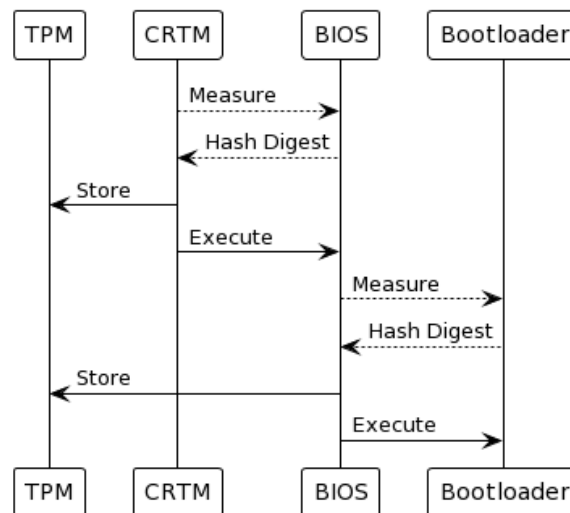 TPM CRTM BIOS Bootloader
Measure
Hash Digest
Store
Execute
Measure
Hash Digest
Store
Execute
TPM CRTM BIOS Bootloader